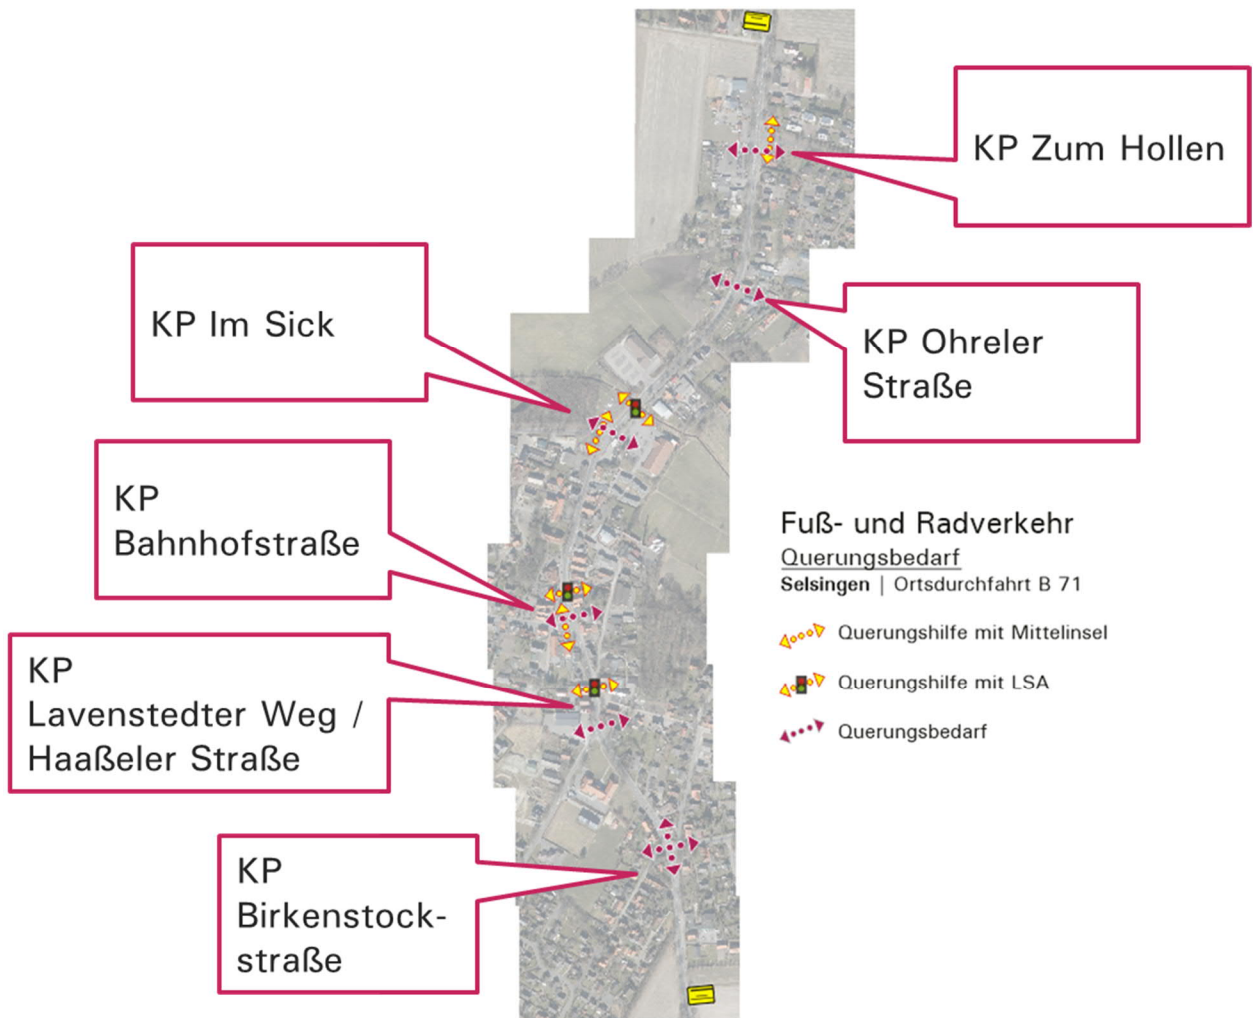 KP Zum Hollen
KP Im Sick
KP Ohreler
Straße
KP
Bahnhofstraße
Fuß- und Radverkehr
Querungsbedarf
Selsingen | Ortsdurchfahrt B 71
Querungshilfe mit Mittelinsel
Querungshilfe mit LSA
Querungsbedarf
KP
Lavenstedter Weg /
Haaßeler Straße
KP
Birkenstock-
straße